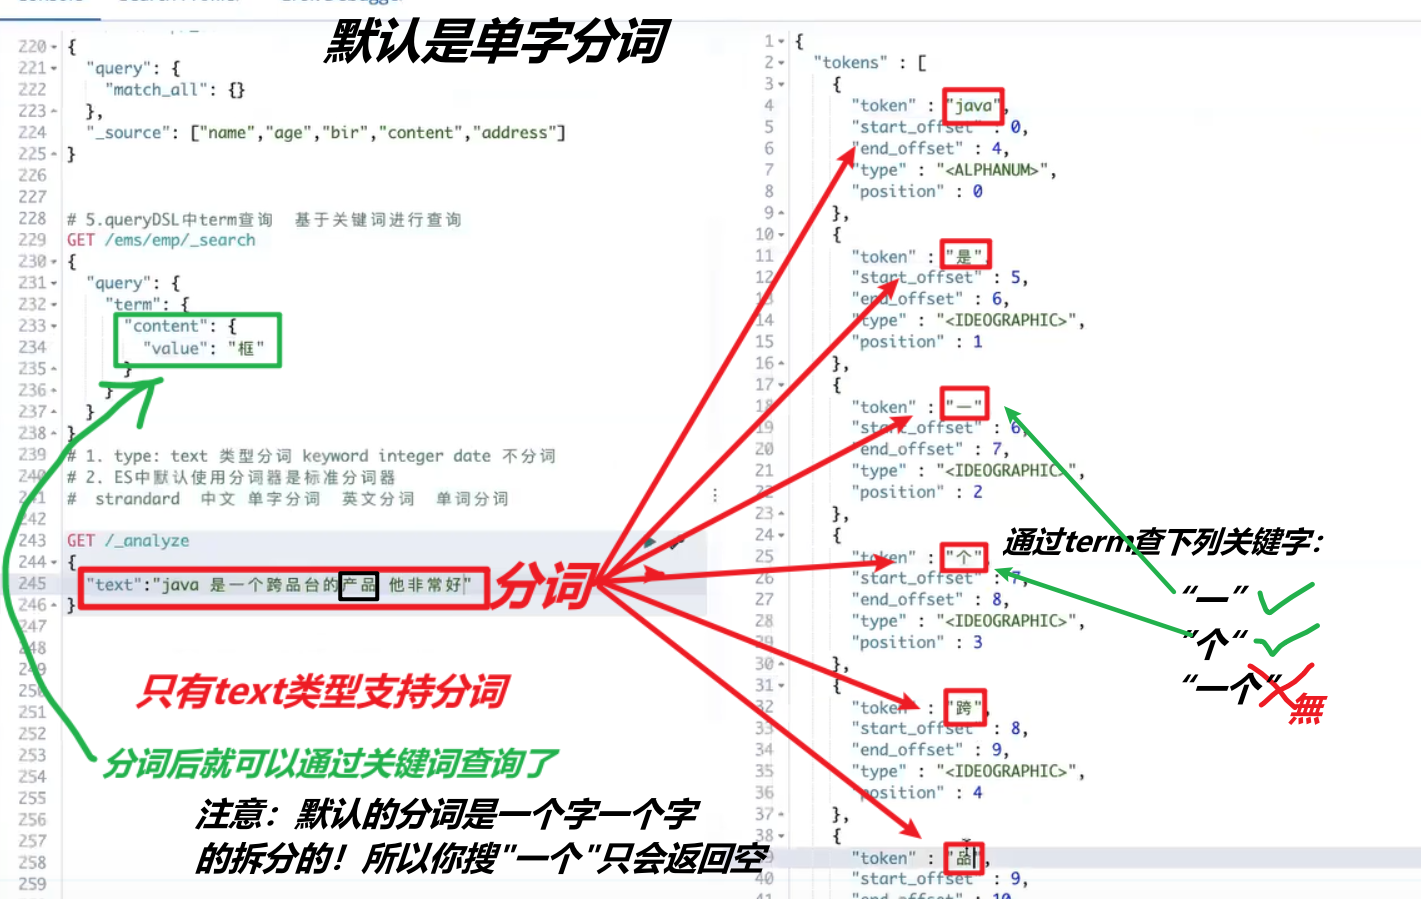 默认是单字分词
220 {
221 "query": {
222 "match_all": {}
223 },
224 "_source": ["name","age","bir","content","address"]
225 }
226
227
228 # 5.queryDSL中term查询 基于关键词进行查询
229 GET /ems/emp/_search
230 {
231 "query": {
232 "term": {
233 "content": {
234 "value": "框"
235 }
236 }
237 }
238 }
239 # 1. type: text 类型分词 keyword integer date 不分词
240 # 2. ES中默认使用分词器是标准分词器
241 # strandard 中文 单字分词 英文分词 单词分词
242
243 GET /_analyze
244 {
245 "text":"java 是一个跨品台的产品 他非常好"
246 }
247
248
249
250
251
252
253
254
255
256
257
258
259
分词
只有text类型支持分词
分词后就可以通过关键词查询了
注意：默认的分词是一个字一个字
的拆分的！所以你搜"一个"只会返回空
1 {
2 "tokens" : [
3 {
4 "token" : "java",
5 "start_offset" : 0,
6 "end_offset" : 4,
7 "type" : "<ALPHANUM>",
8 "position" : 0
9 },
10 {
11 "token" : "是",
12 "start_offset" : 5,
13 "end_offset" : 6,
14 "type" : "<IDEOGRAPHIC>",
15 "position" : 1
16 },
17 {
18 "token" : "一"
19 "start_offset" : 6,
20 "end_offset" : 7,
21 "type" : "<IDEOGRAPHIC>",
22 "position" : 2
23 },
24 {
25 "token" : "个"
26 "start_offset" : 7,
27 "end_offset" : 8,
28 "type" : "<IDEOGRAPHIC>",
29 "position" : 3
30 },
31 {
32 "token" : "跨",
33 "start_offset" : 8,
34 "end_offset" : 9,
35 "type" : "<IDEOGRAPHIC>",
36 "position" : 4
37 },
38 {
39 "token" : "品",
40 "start_offset" : 9,
41 "end_offset" : 10,
通过term查下列关键字：
“一”
“个“
“一个”
無